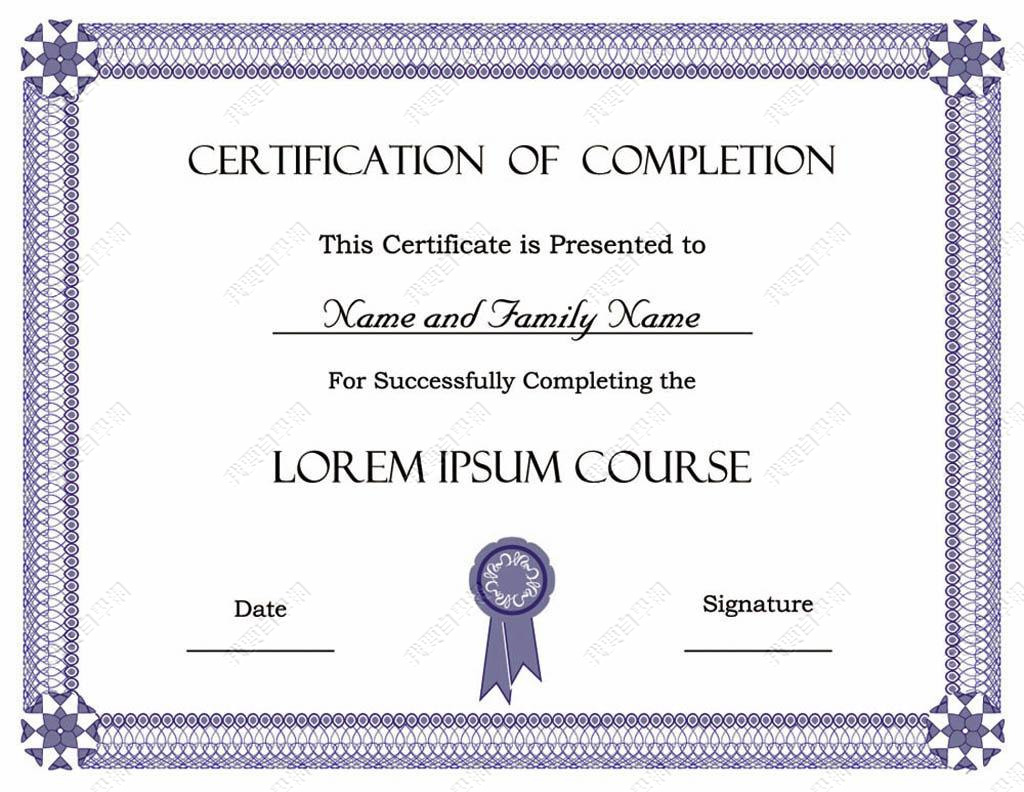 CERTIFICATION OF COMPLETION
This Certificate is Presented to
Name and Family Name
For Successfully Completing the
LOREM IPSUM COURSE
Date
Signature